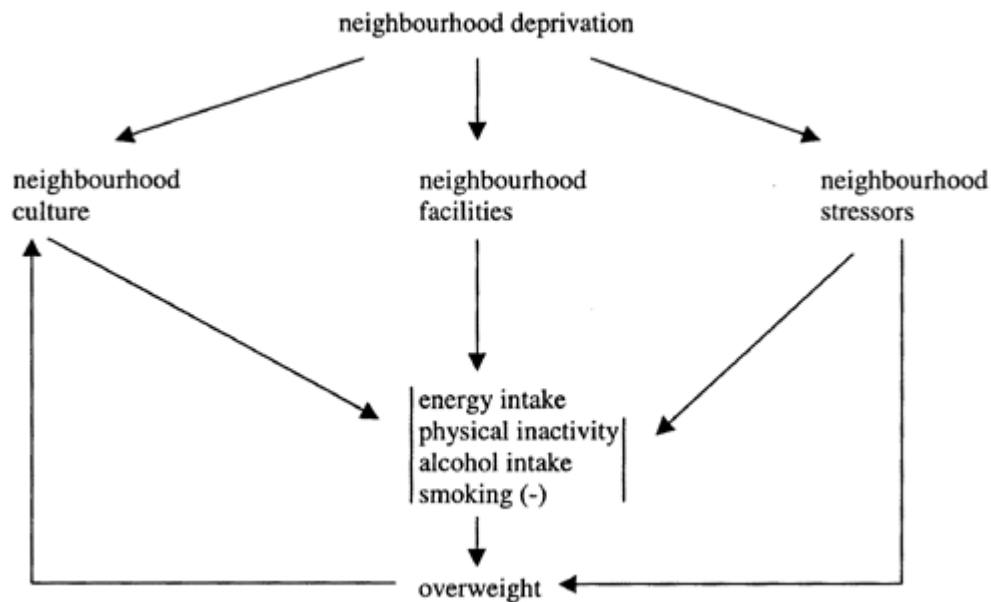 neighbourhood deprivation
neighbourhood
culture
neighbourhood
facilities
neighbourhood
stressors
energy intake
physical inactivity
alcohol intake
smoking (-)
overweight